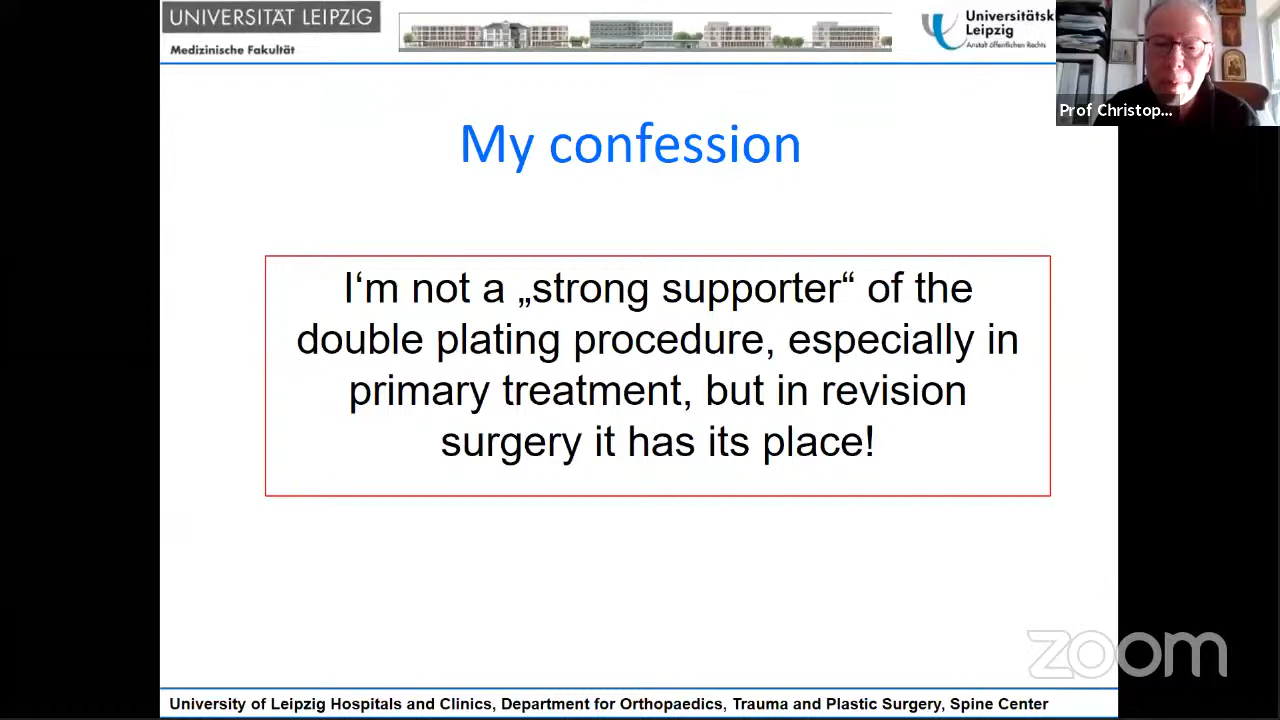 UNIVERSITÄT LEIPZIG
Medizinische Fakultät
Universitätsk
Leipzig
Anstalt öffentlichen Rechts
Prof Christop...
My confession
I‘m not a „strong supporter“ of the
double plating procedure, especially in
primary treatment, but in revision
surgery it has its place!
zoom
University of Leipzig Hospitals and Clinics, Department for Orthopaedics, Trauma and Plastic Surgery, Spine Center